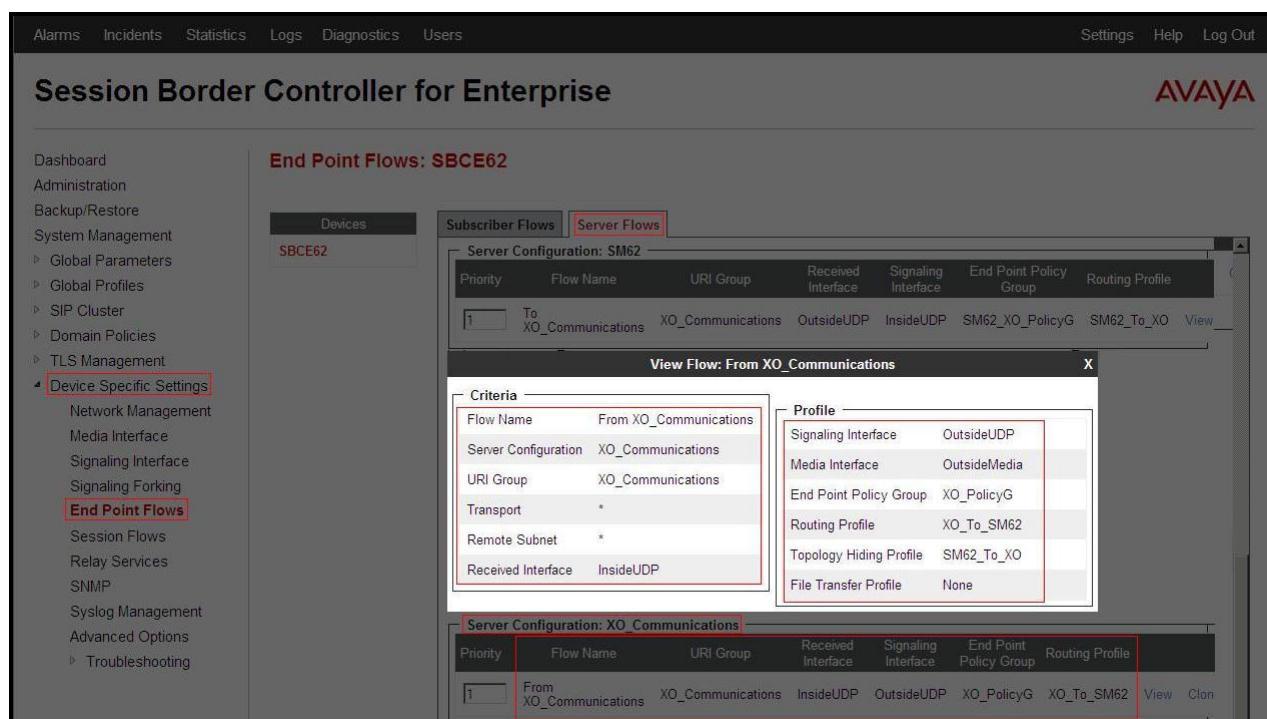 Alarms Incidents Statistics Logs Diagnostics Users Settings Help Log Out
Session Border Controller for Enterprise
AVAYA
Dashboard
Administration
Backup/Restore
System Management
Global Parameters
Global Profiles
SIP Cluster
Domain Policies
TLS Management
Device Specific Settings
Network Management
Media Interface
Signaling Interface
Signaling Forking
End Point Flows
Session Flows
Relay Services
SNMP
Syslog Management
Advanced Options
Troubleshooting
End Point Flows: SBCE62
Devices
SBCE62
Subscriber Flows Server Flows
Server Configuration: SM62
Priority Flow Name URI Group Received Interface Signaling Interface End Point Policy Group Routing Profile
1 To XO_Communications XO_Communications OutsideUDP InsideUDP SM62_XO_PolicyG SM62_To_XO View
View Flow: From XO_Communications X
Criteria
Flow Name From XO_Communications
Server Configuration XO_Communications
URI Group XO_Communications
Transport *
Remote Subnet *
Received Interface InsideUDP
Profile
Signaling Interface OutsideUDP
Media Interface OutsideMedia
End Point Policy Group XO_PolicyG
Routing Profile XO_To_SM62
Topology Hiding Profile SM62_To_XO
File Transfer Profile None
Server Configuration: XO_Communications
Priority Flow Name URI Group Received Interface Signaling Interface End Point Policy Group Routing Profile
1 From XO_Communications XO_Communications InsideUDP OutsideUDP XO_PolicyG XO_To_SM62 View Clon